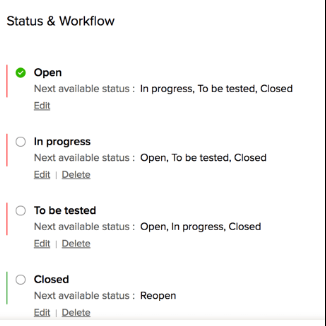 Status & Workflow
Open
Next available status : In progress, To be tested, Closed
Edit
In progress
Next available status : Open, To be tested, Closed
Edit | Delete
To be tested
Next available status : Open, In progress, Closed
Edit | Delete
Closed
Next available status : Reopen
Edit | Delete